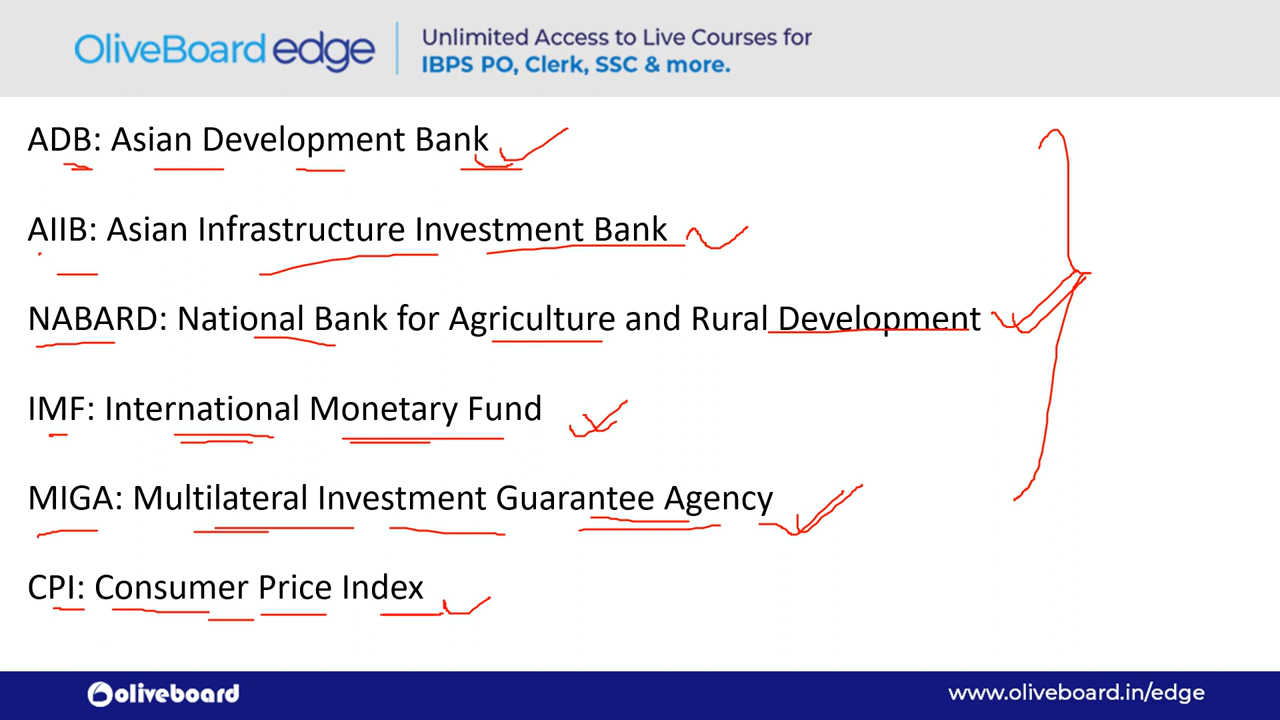 OliveBoard edge
Unlimited Access to Live Courses for
IBPS PO, Clerk, SSC & more.
ADB: Asian Development Bank
AIIB: Asian Infrastructure Investment Bank
NABARD: National Bank for Agriculture and Rural Development
IMF: International Monetary Fund
MIGA: Multilateral Investment Guarantee Agency
CPI: Consumer Price Index
oliveboard
www.oliveboard.in/edge